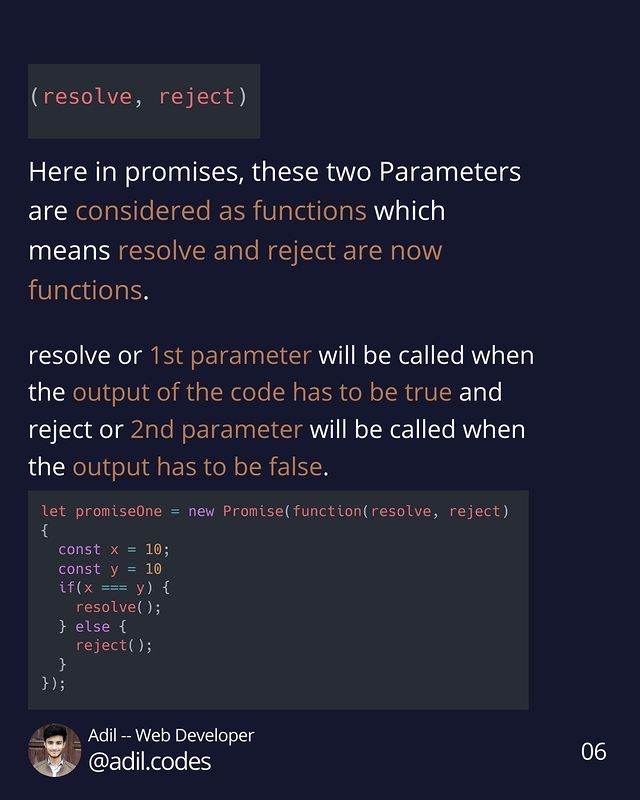 (resolve, reject)
Here in promises, these two Parameters
are considered as functions which
means resolve and reject are now
functions.
resolve or 1st parameter will be called when
the output of the code has to be true and
reject or 2nd parameter will be called when
the output has to be false.
let promiseOne = new Promise(function(resolve, reject)
{
  const x = 10;
  const y = 10
  if(x === y) {
    resolve();
  } else {
    reject();
  }
});
Adil -- Web Developer
@adil.codes
06